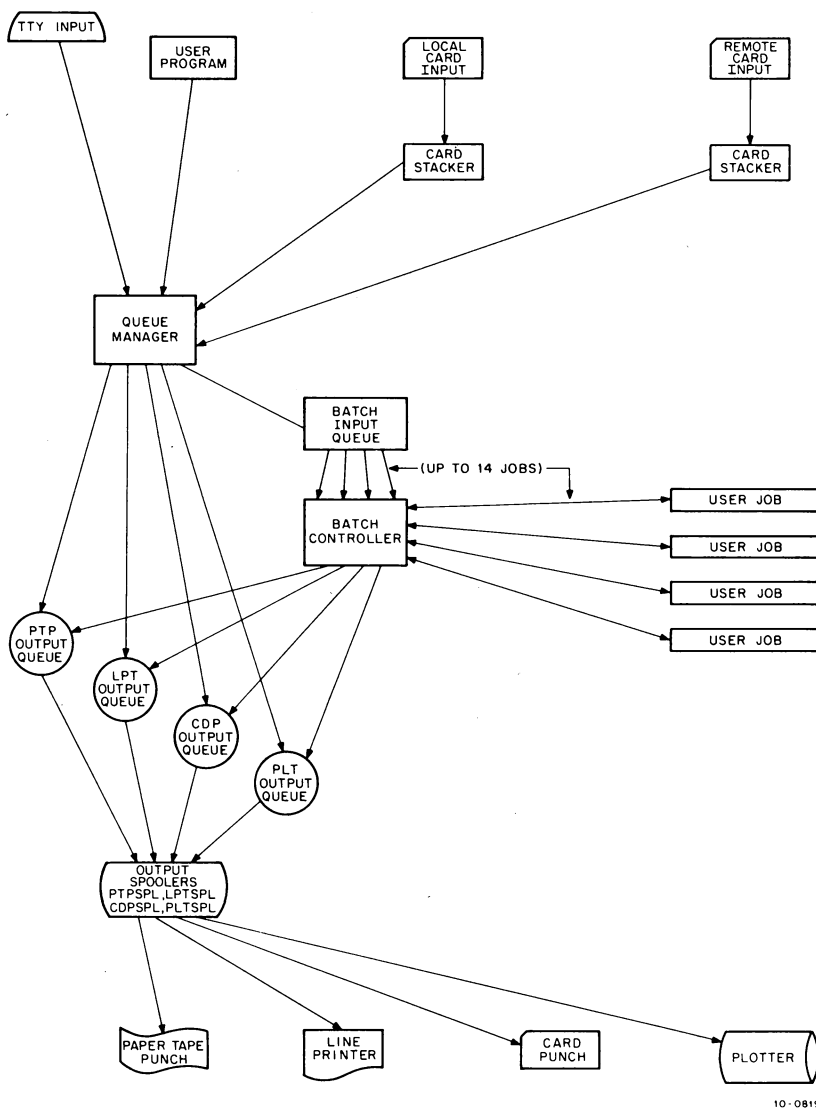 TTY INPUT
USER
PROGRAM
LOCAL
CARD
INPUT
REMOTE
CARD
INPUT
CARD
STACKER
CARD
STACKER
QUEUE
MANAGER
BATCH
INPUT
QUEUE
(UP TO 14 JOBS)
BATCH
CONTROLLER
USER JOB
USER JOB
USER JOB
USER JOB
PTP
OUTPUT
QUEUE
LPT
OUTPUT
QUEUE
CDP
OUTPUT
QUEUE
PLT
OUTPUT
QUEUE
OUTPUT
SPOOLERS
PTPSPL,LPTSPL
CDPSPL,PLTSPL
PAPER TAPE
PUNCH
LINE
PRINTER
CARD
PUNCH
PLOTTER
10-0819